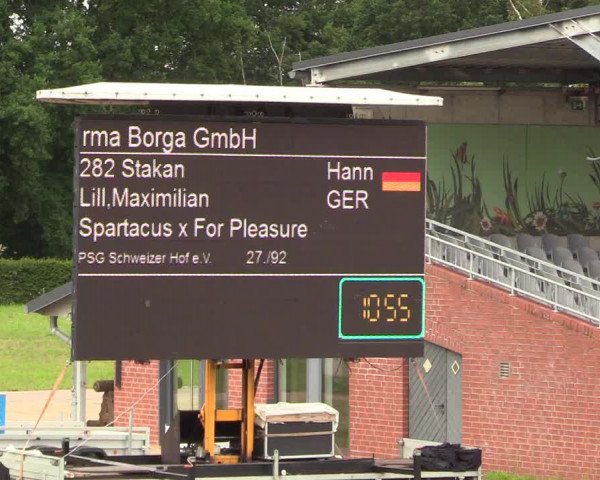 rma Borga GmbH
282 Stakan Hann
Lill,Maximilian GER
Spartacus x For Pleasure
PSG Schweizer Hof e.V. 27./92
10 55